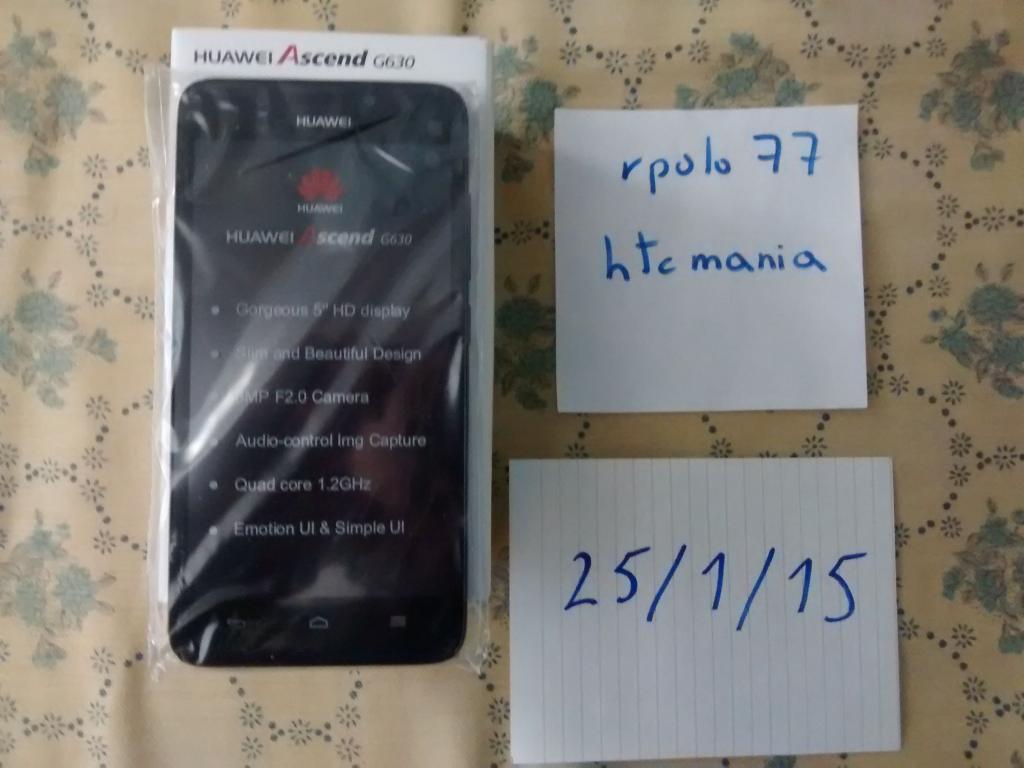 HUAWEI Ascend G630
HUAWEI
HUAWEI
HUAWEI Ascend G630
Gorgeous 5" HD display
Slim and Beautiful Design
MP F2.0 Camera
Audio-control Img Capture
Quad core 1.2GHz
Emotion UI & Simple UI
rpolo 77
htcmania
25/1/15